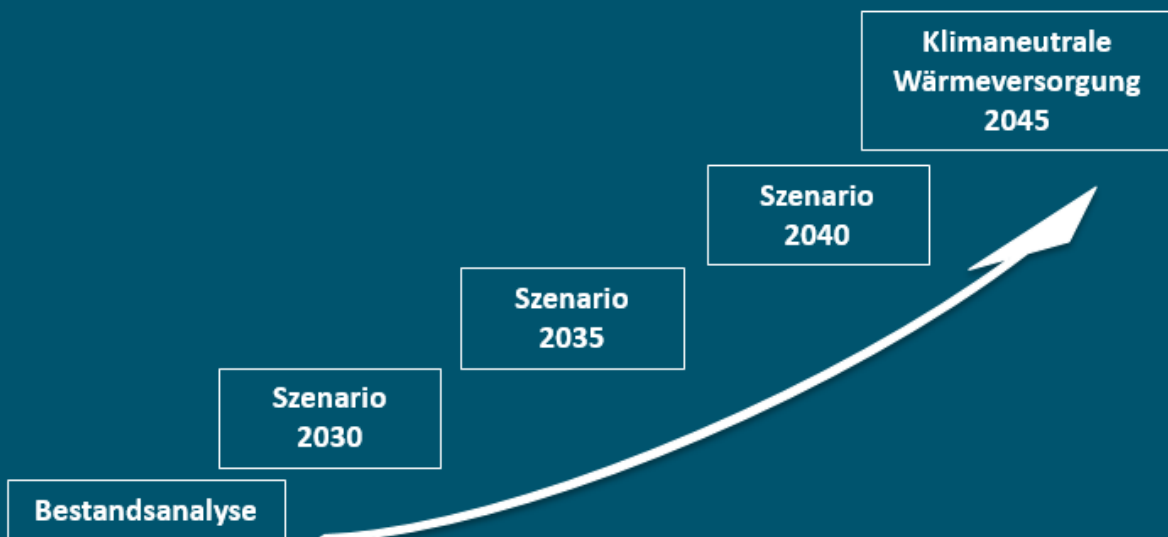 Klimaneutrale
Wärmeversorgung
2045
Szenario
2040
Szenario
2035
Szenario
2030
Bestandsanalyse